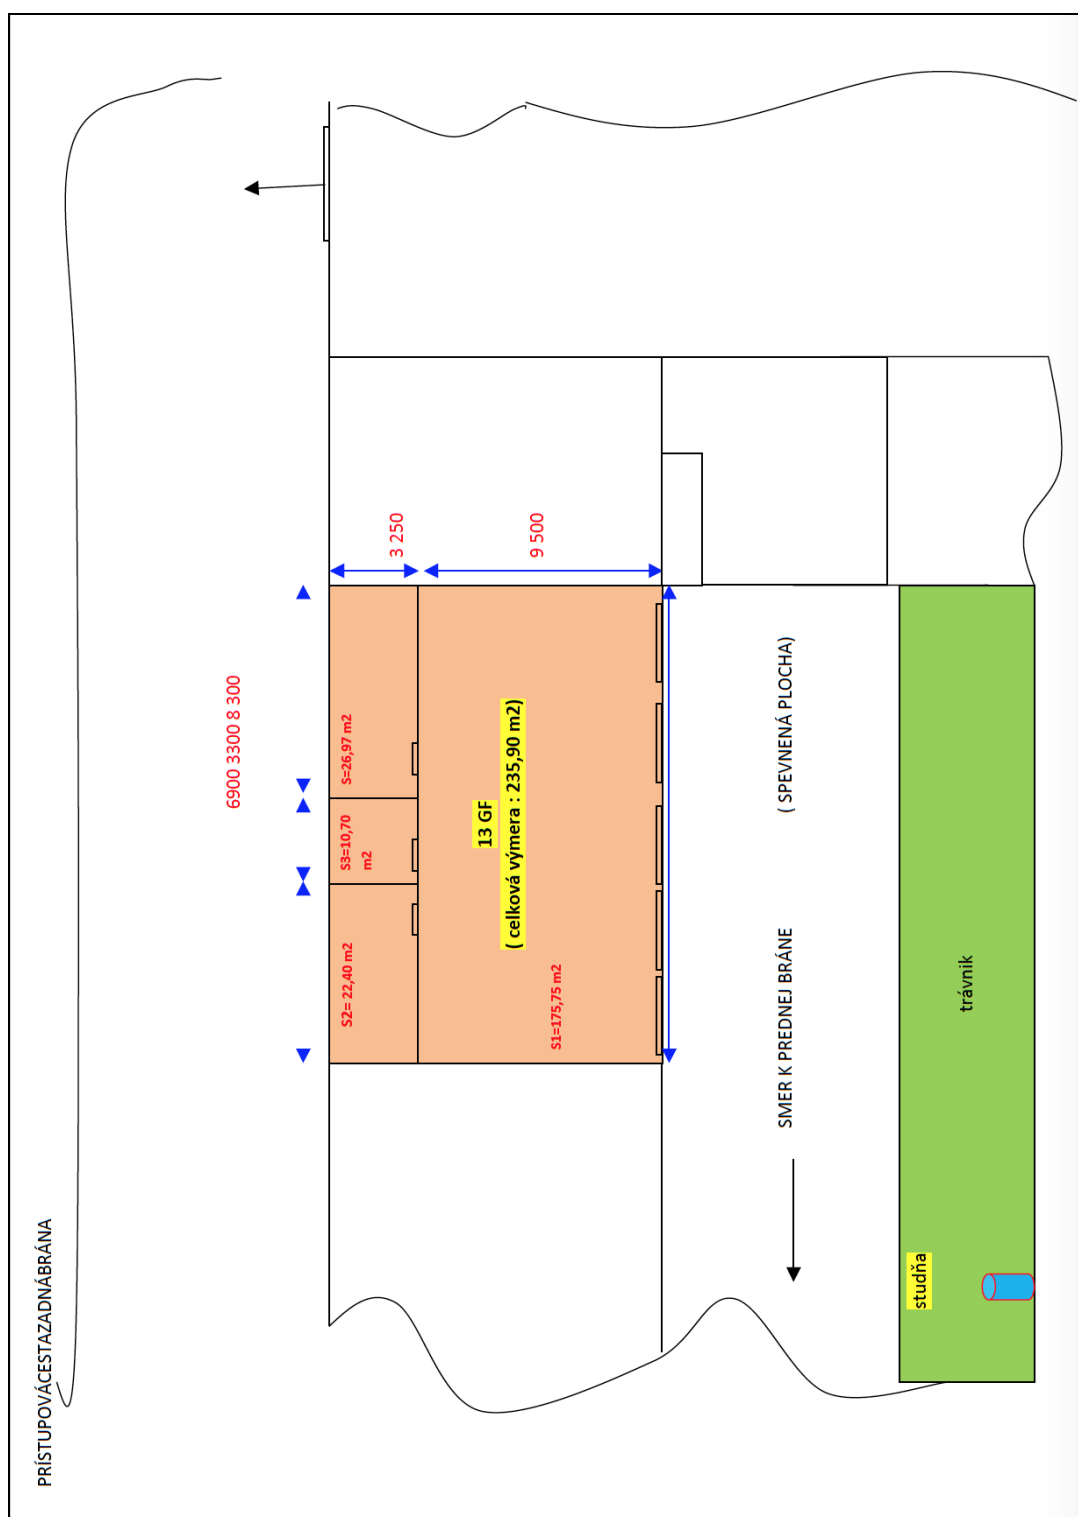 PRÍSTUPOVÁCESTAZADNÁBRÁNA
6900 3300 8 300
S2= 22,40 m2
S3=10,70
m2
S=26,97 m2
3 250
13 GF
( celková výmera : 235,90 m2)
9 500
S1=175,75 m2
SMER K PREDNEJ BRÁNE
( SPEVNENÁ PLOCHA)
studňa
trávnik